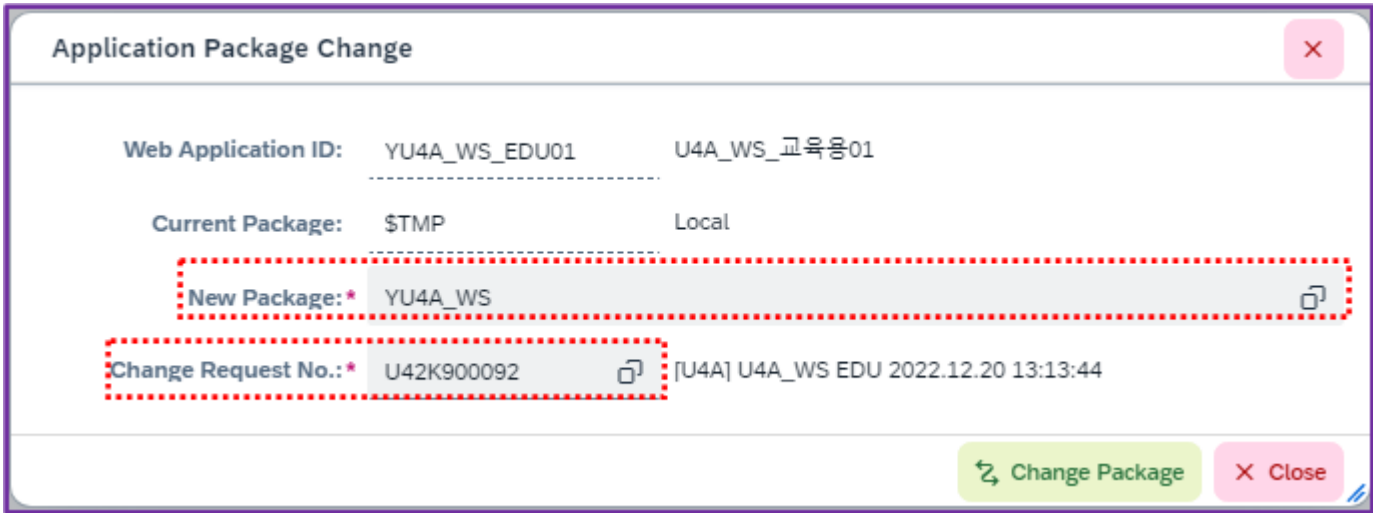 Application Package Change
Web Application ID: YU4A_WS_EDU01 U4A_WS_교육용01
Current Package: $TMP Local
New Package:* YU4A_WS
Change Request No.:* U42K900092 [U4A] U4A_WS EDU 2022.12.20 13:13:44
Change Package Close